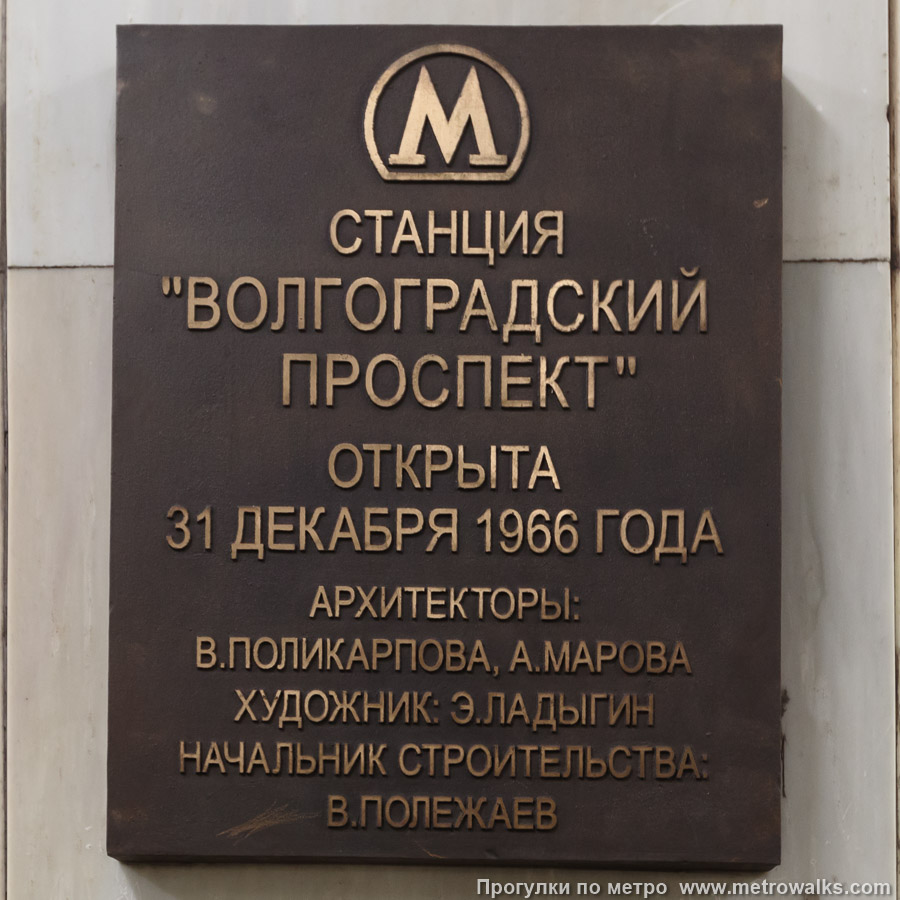 М
СТАНЦИЯ
"ВОЛГОГРАДСКИЙ
ПРОСПЕКТ"
ОТКРЫТА
31 ДЕКАБРЯ 1966 ГОДА
АРХИТЕКТОРЫ:
В.ПОЛИКАРПОВА, А.МАРОВА
ХУДОЖНИК: Э.ЛАДЫГИН
НАЧАЛЬНИК СТРОИТЕЛЬСТВА:
В.ПОЛЕЖАЕВ
Прогулки по метро www.metrowalks.com